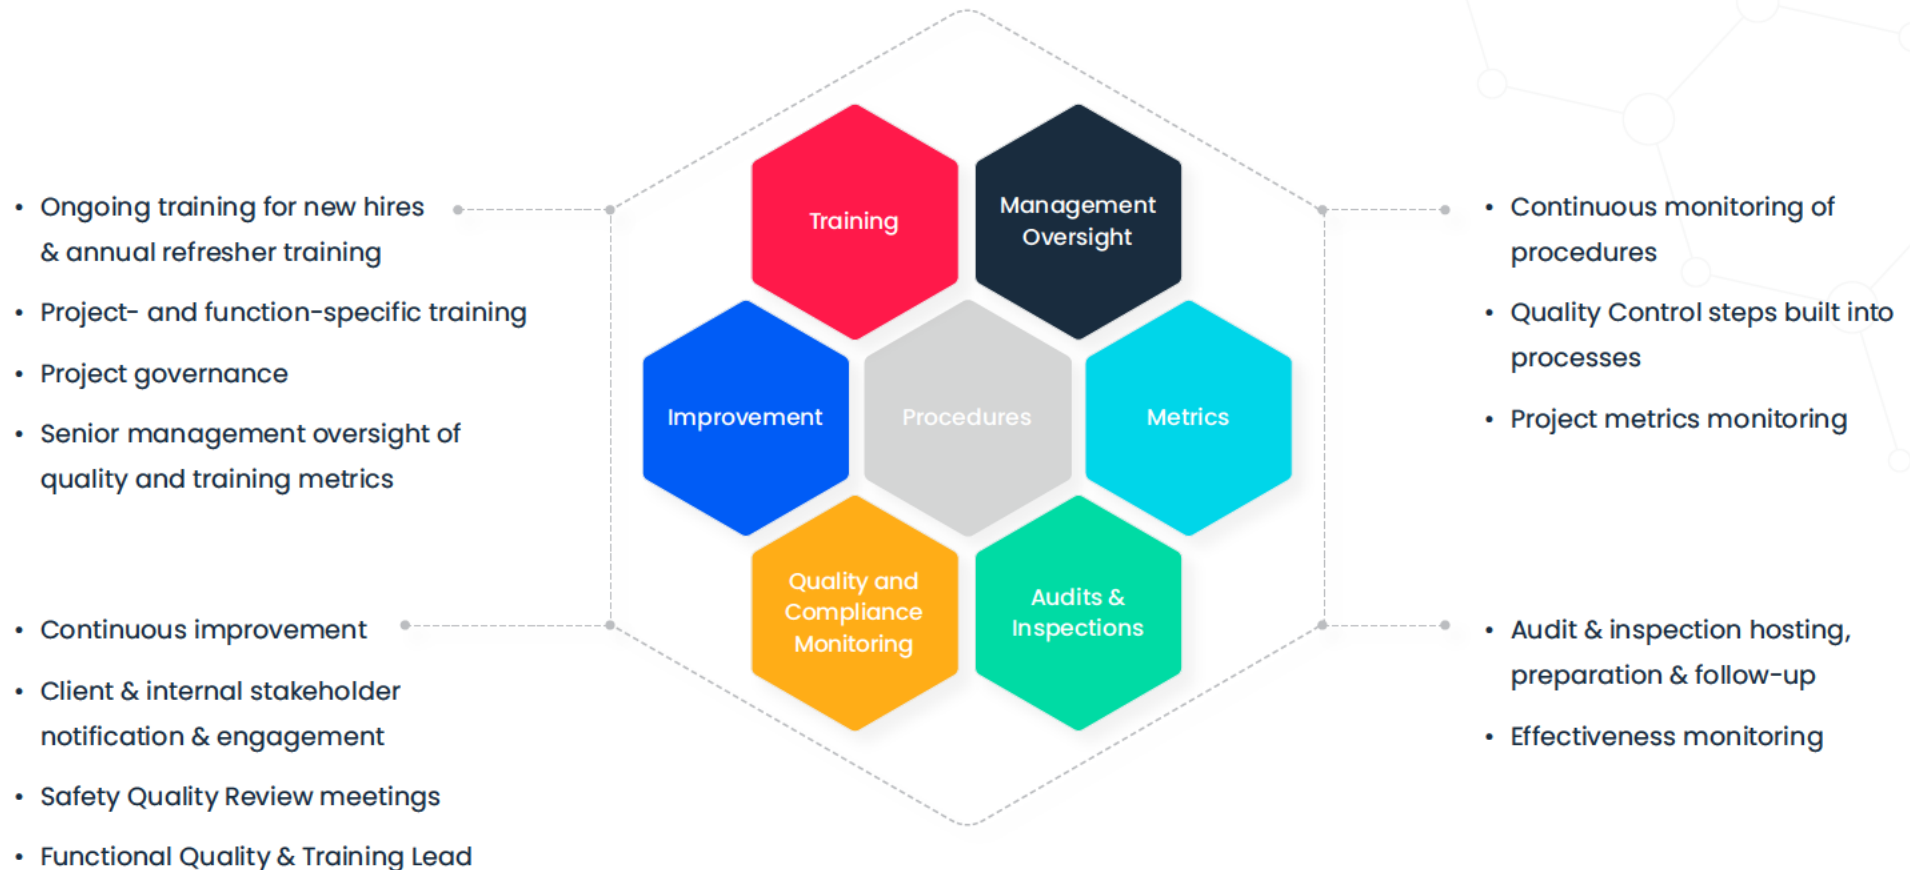 • Ongoing training for new hires
& annual refresher training
• Project- and function-specific training
• Project governance
• Senior management oversight of
quality and training metrics
• Continuous improvement
• Client & internal stakeholder
notification & engagement
• Safety Quality Review meetings
• Functional Quality & Training Lead
Training
Management
Oversight
Improvement
Procedures
Metrics
Quality and
Compliance
Monitoring
Audits &
Inspections
• Continuous monitoring of
procedures
• Quality Control steps built into
processes
• Project metrics monitoring
• Audit & inspection hosting,
preparation & follow-up
• Effectiveness monitoring